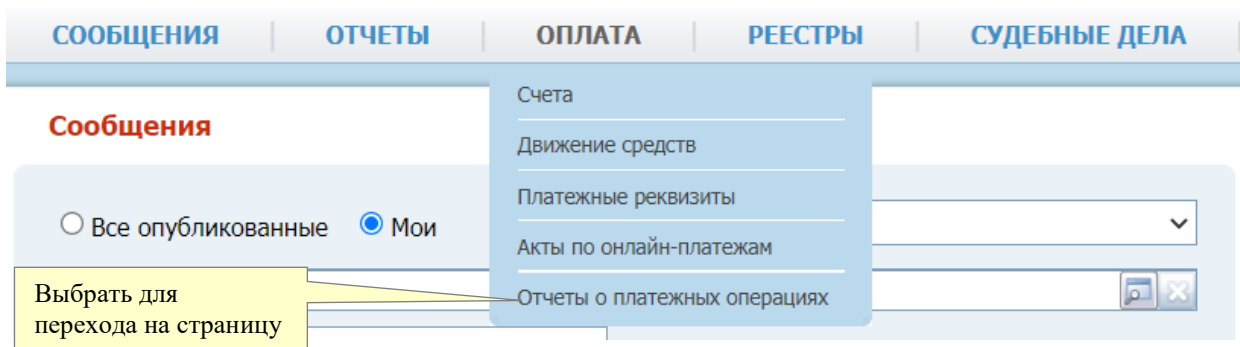 СООБЩЕНИЯ ОТЧЕТЫ ОПЛАТА РЕЕСТРЫ СУДЕБНЫЕ ДЕЛА
Счета
Сообщения
Движение средств
Платежные реквизиты
Все опубликованные Мои
Акты по онлайн-платежам
Отчеты о платежных операциях
Выбрать для
перехода на страницу